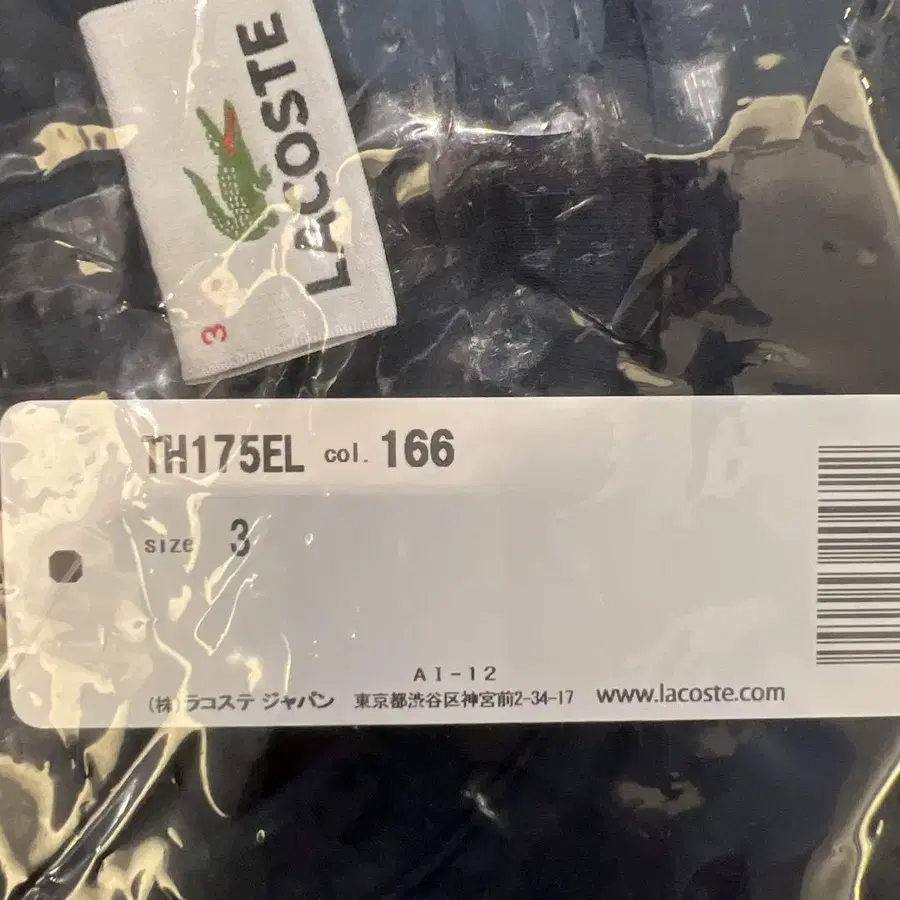 LACOSTE
3
TH175EL col. 166
size 3
AI-12
(株)ラコステ ジャパン 東京都渋谷区神宮前2-34-17 www.lacoste.com